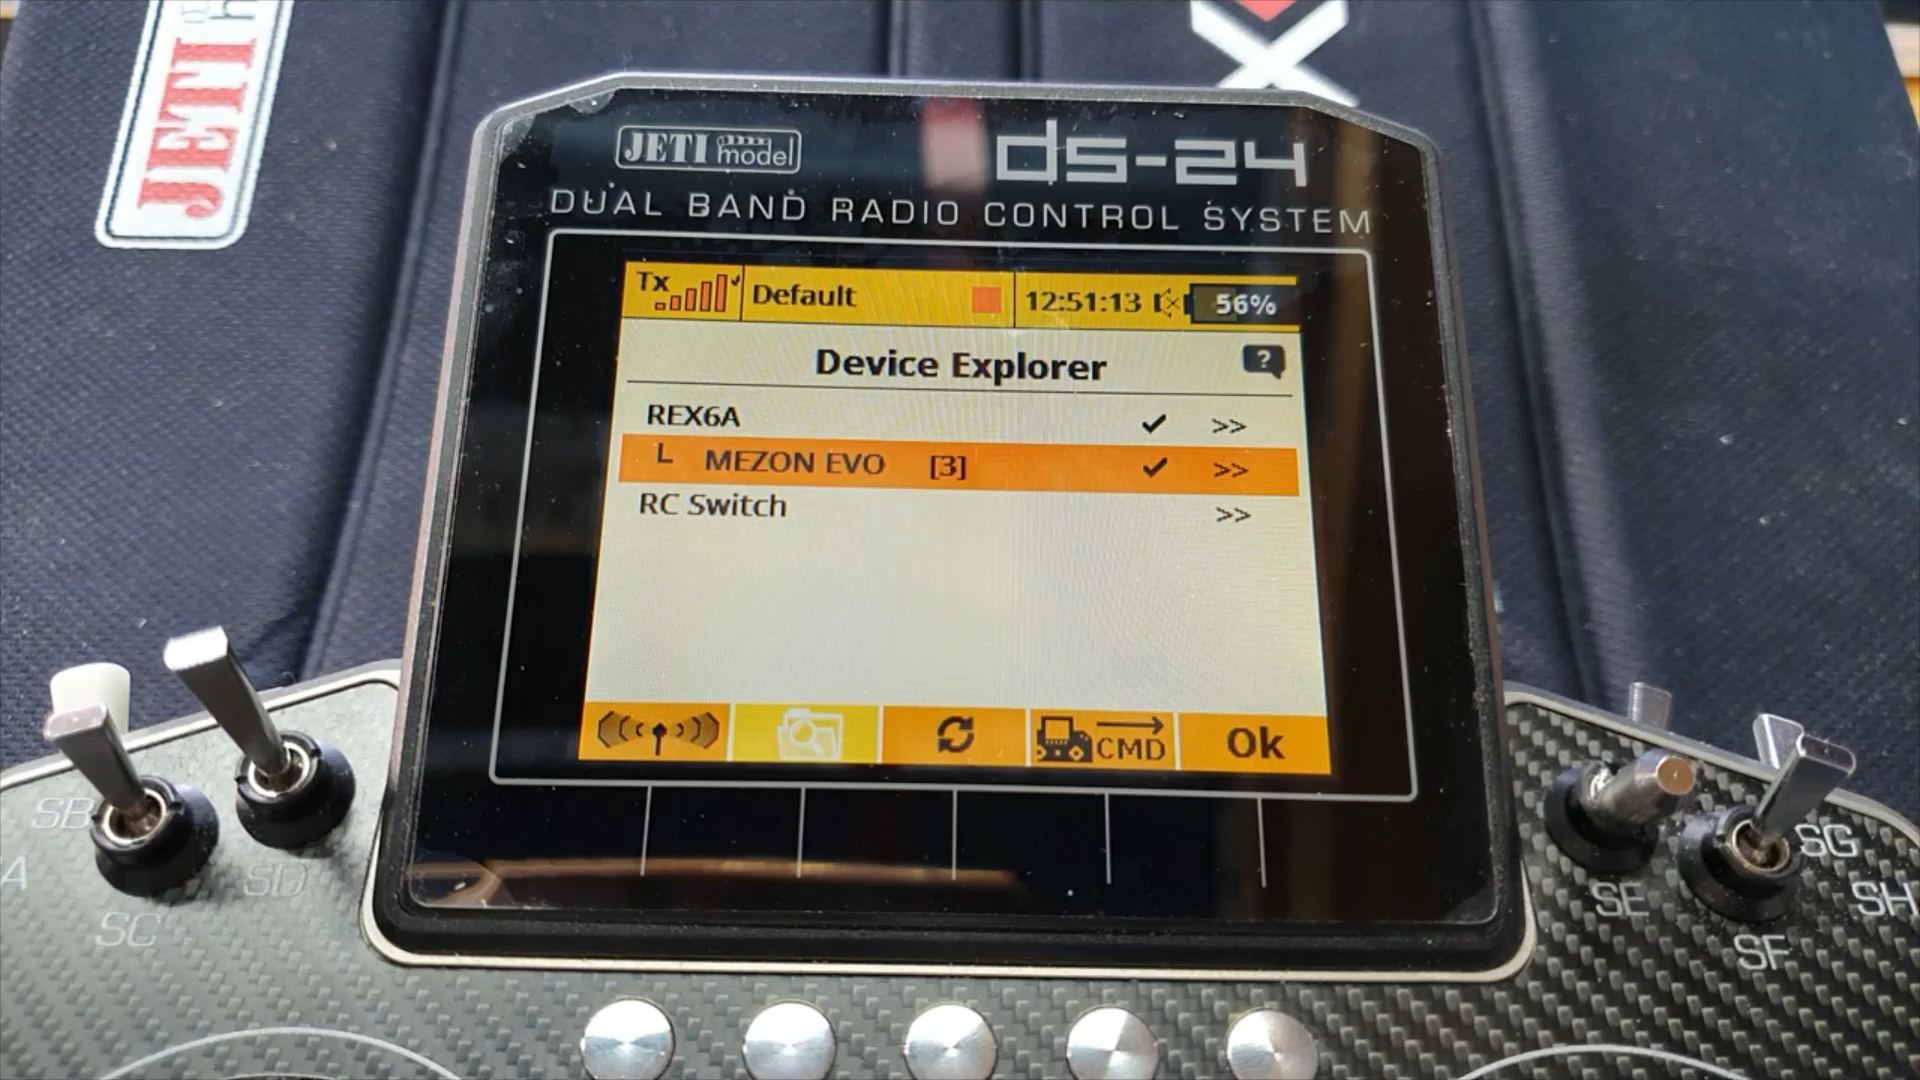 JETI
JETI model ds-24
DUAL BAND RADIO CONTROL SYSTEM
Tx Default 12:51:13 56%
Device Explorer ?
REX6A >>
MEZON EVO [3] >>
RC Switch >>
CMD Ok
SB
SD
SC
SE
SG
SH
SF